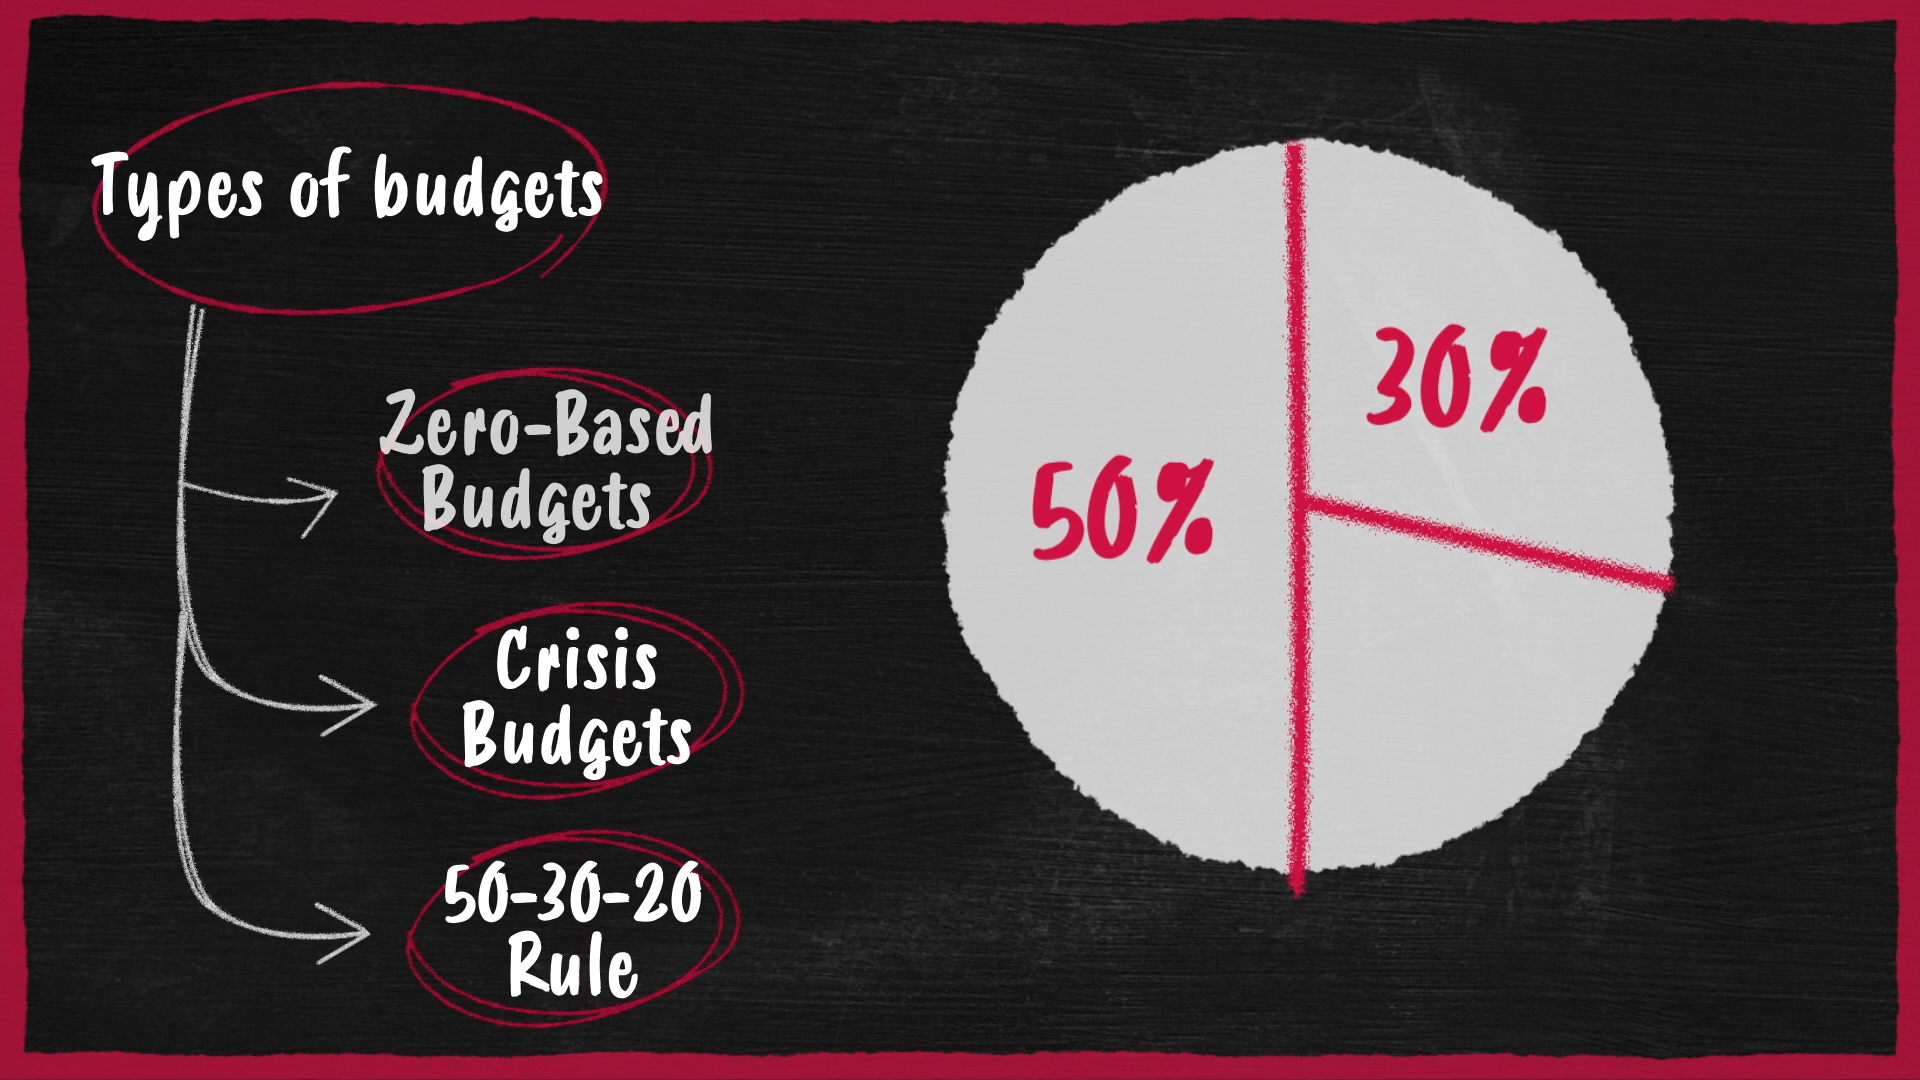 Types of budgets
Zero-Based
Budgets
Crisis
Budgets
50-30-20
Rule
50%
30%